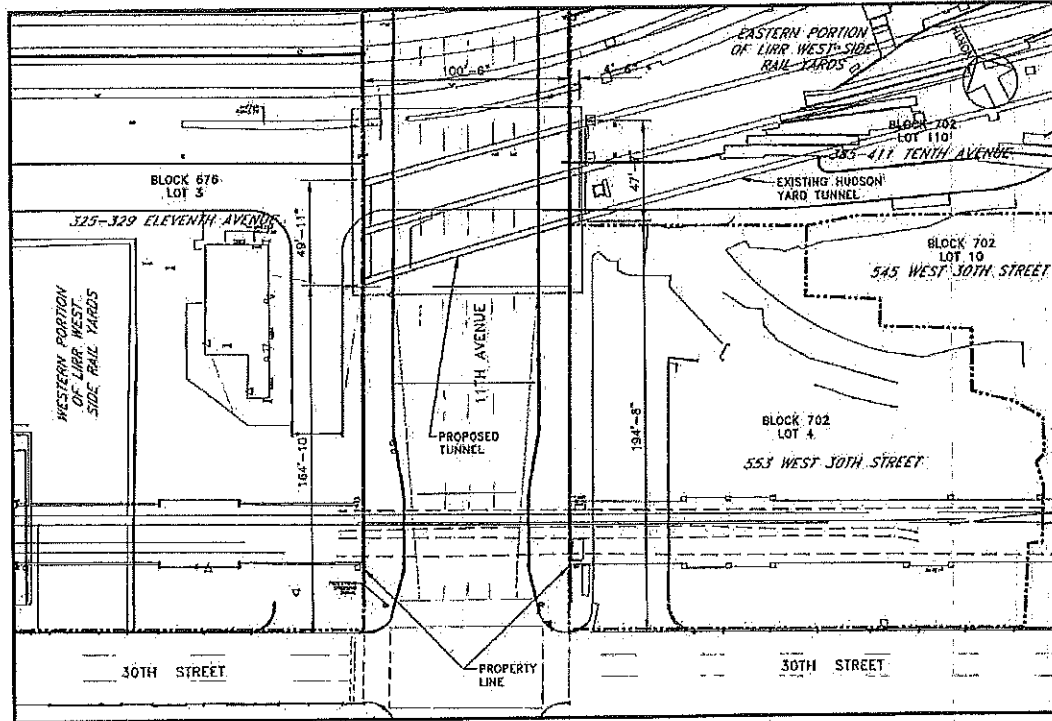 EASTERN PORTION
OF LIRR WEST SIDE
RAIL YARDS
100'-6"
4'-6"
BLOCK 702
LOT 110
385-411 TENTH AVENUE
EXISTING HUDSON
YARD TUNNEL
BLOCK 676
LOT 3
325-329 ELEVENTH AVENUE
49'-11"
BLOCK 702
LOT 10
545 WEST 30TH STREET
WESTERN PORTION
OF LIRR WEST
SIDE RAIL YARDS
11TH AVENUE
PROPOSED
TUNNEL
164'-10"
194'-8"
BLOCK 702
LOT 4
553 WEST 30TH STREET
30TH STREET
PROPERTY
LINE
30TH STREET